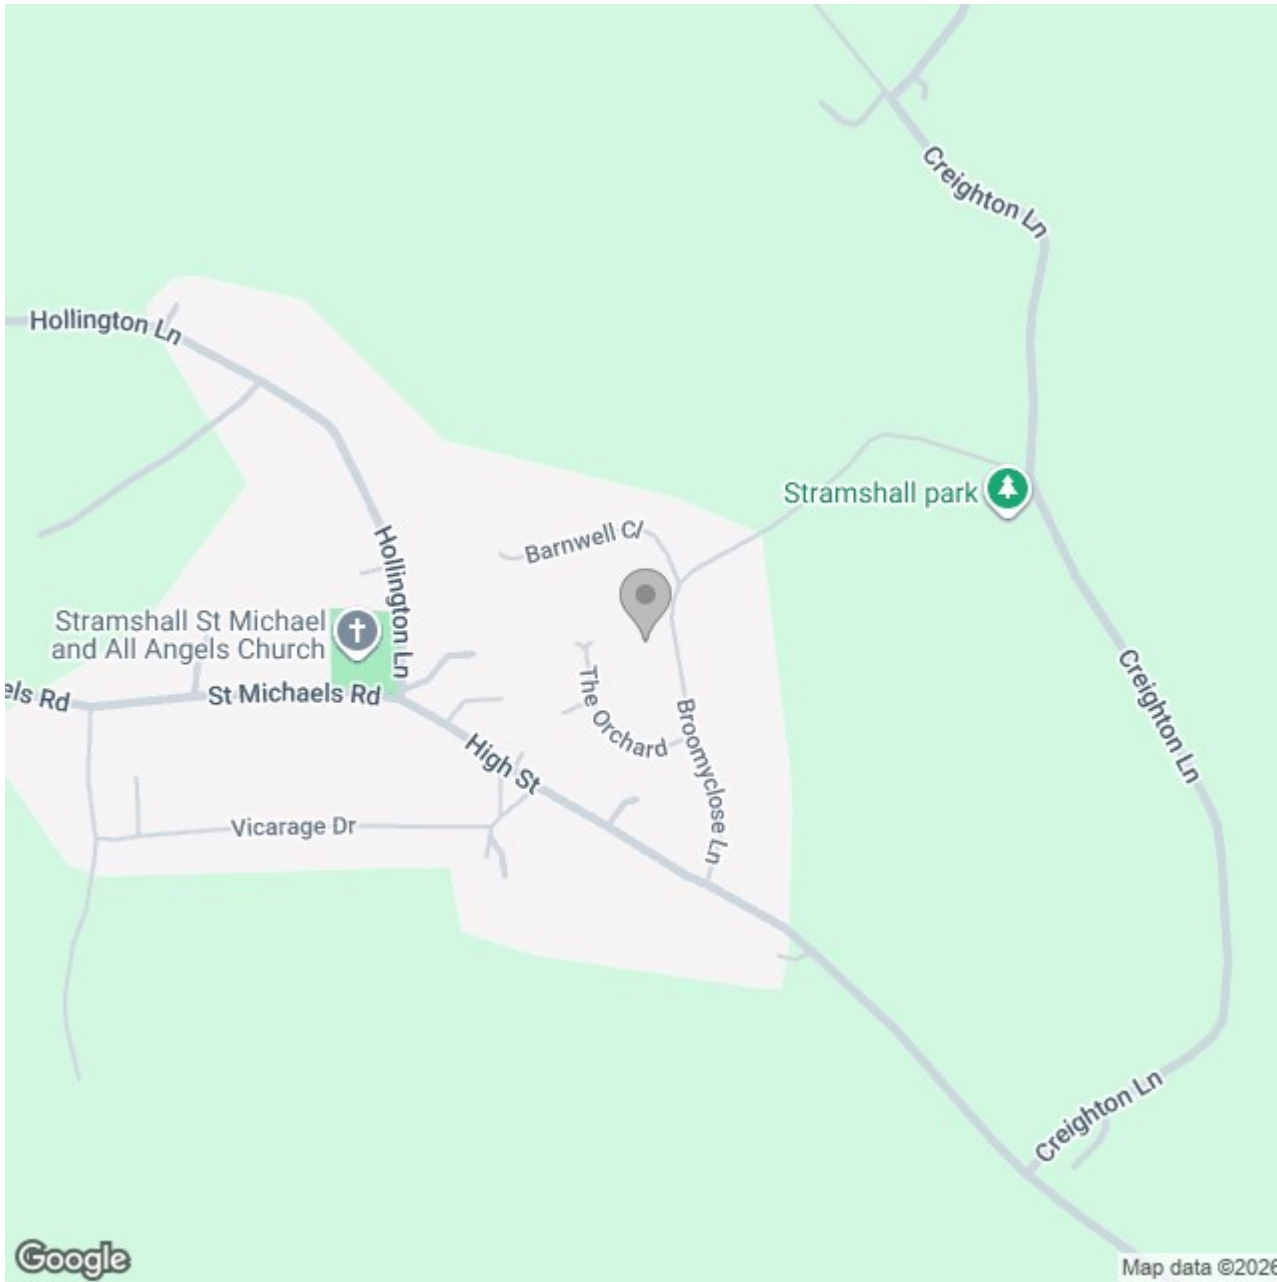 Creighton Ln
Hollington Ln
Stramshall park
Barnwell Cl
Hollington Ln
Stramshall St Michael
and All Angels Church
Creighton Ln
els Rd
St Michaels Rd
The Orchard
Broomyclose Ln
High St
Vicarage Dr
Creighton Ln
Google
Map data ©2026